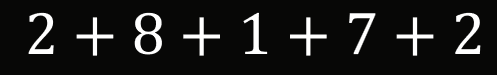 2 + 8 + 1 + 7 + 2